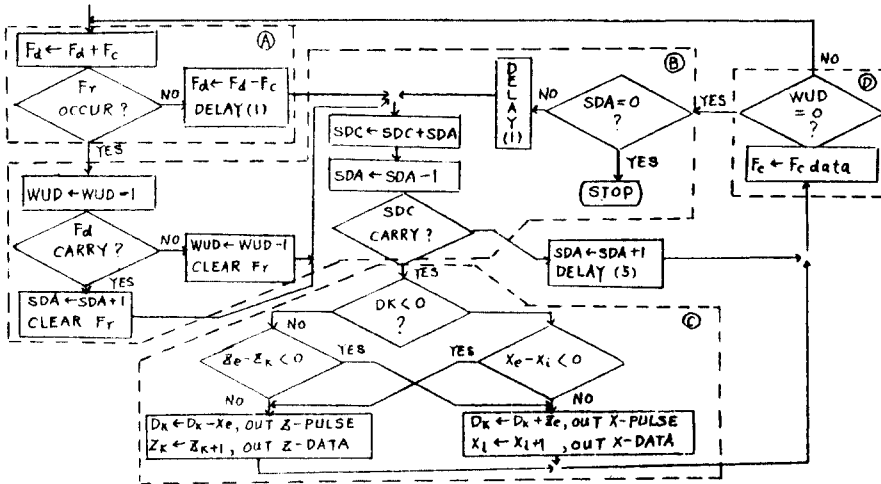 Ⓐ
Fd ← Fd + Fc
Fr
OCCUR ?
NO
Fd ← Fd − Fc
DELAY (1)
YES
WUD ← WUD − 1
Fd
CARRY ?
NO
WUD ← WUD − 1
CLEAR Fr
YES
SDA ← SDA + 1
CLEAR Fr
Ⓑ
DELAY (1)
NO
SDA = 0
?
YES
(STOP)
SDC ← SDC + SDA
SDA ← SDA − 1
SDC
CARRY ?
YES
SDA ← SDA + 1
DELAY (3)
NO
Ⓓ
WUD
= 0
?
YES
Fc ← Fc data
Ⓒ
DK < 0
?
NO
YES
Ze − Zk < 0
YES
Xe − Xi < 0
NO
NO
Dk ← Dk − Xe, OUT Z-PULSE
Zk ← Zk+1, OUT Z-DATA
Dk ← Dk + Ze, OUT X-PULSE
Xi ← Xi+1, OUT X-DATA